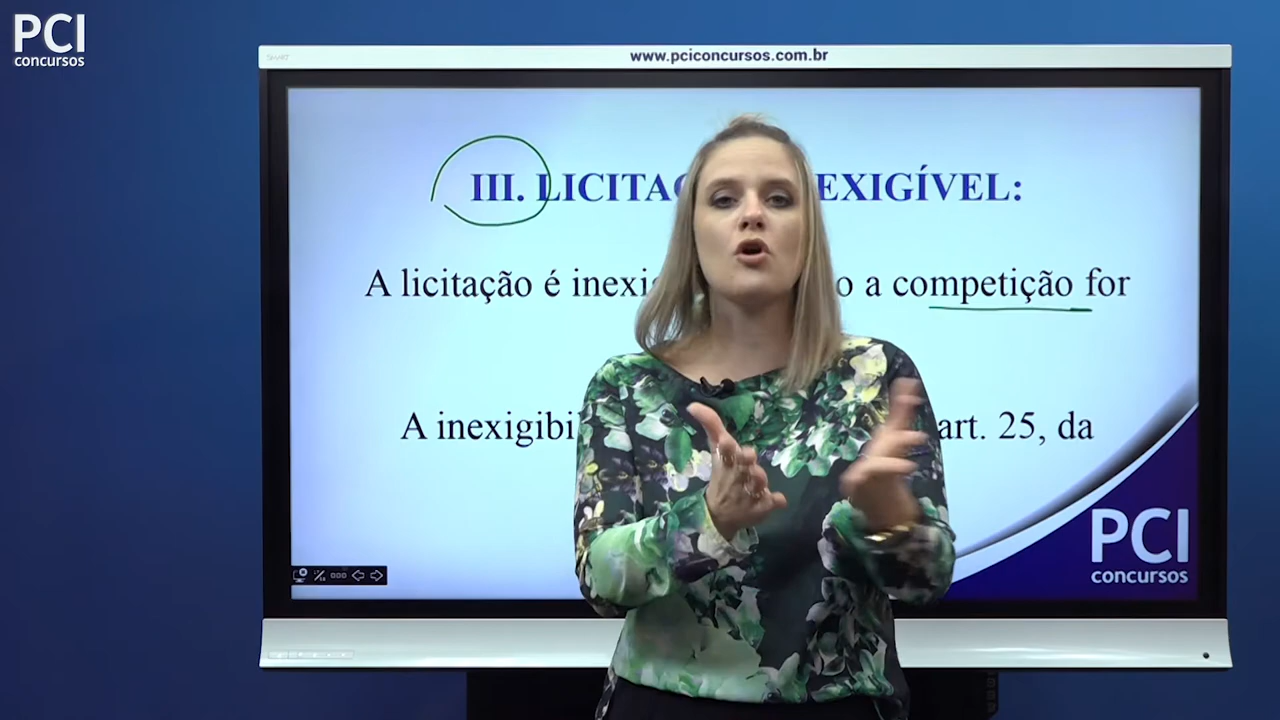 PCI
concursos
SMART
www.pciconcursos.com.br
III. LICITAÇ EXIGÍVEL:
A licitação é inexi o a competição for
A inexigibi art. 25, da
PCI
concursos